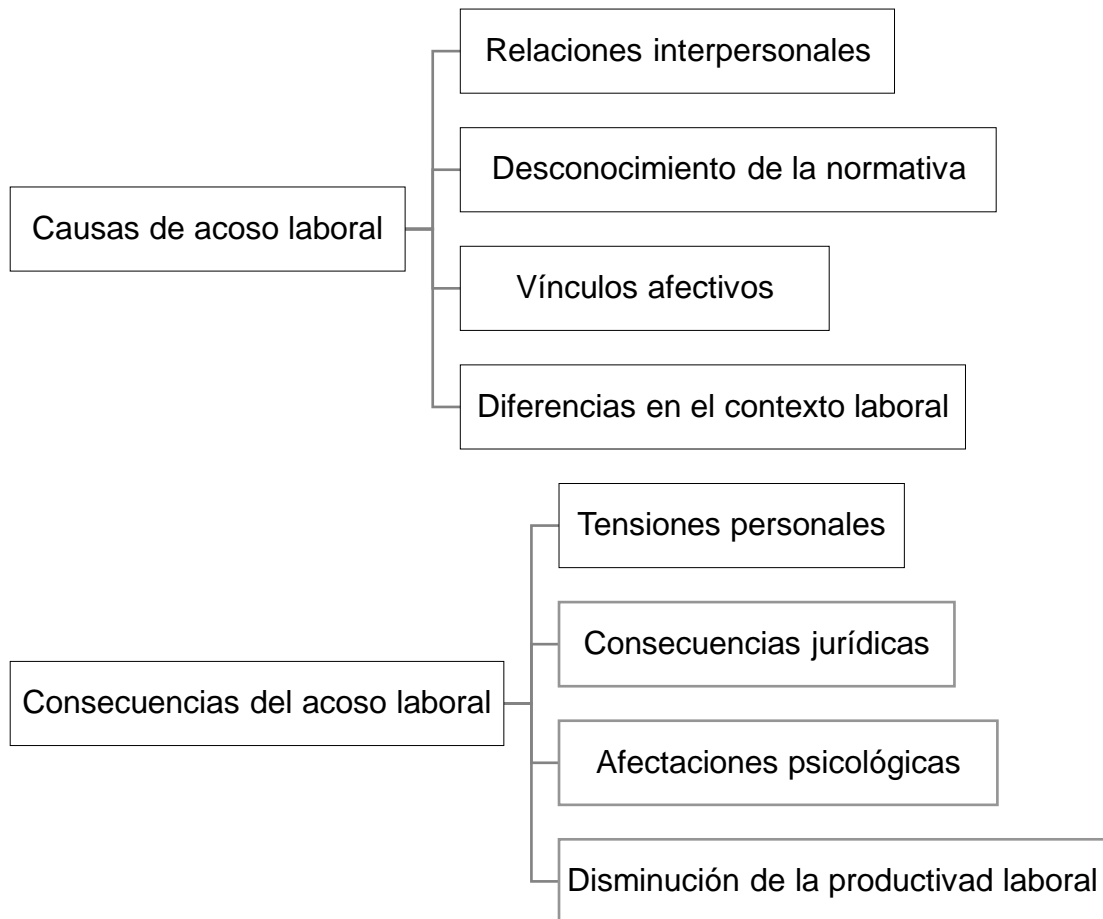 Causas de acoso laboral
Relaciones interpersonales
Desconocimiento de la normativa
Vínculos afectivos
Diferencias en el contexto laboral
Consecuencias del acoso laboral
Tensiones personales
Consecuencias jurídicas
Afectaciones psicológicas
Disminución de la productivad laboral